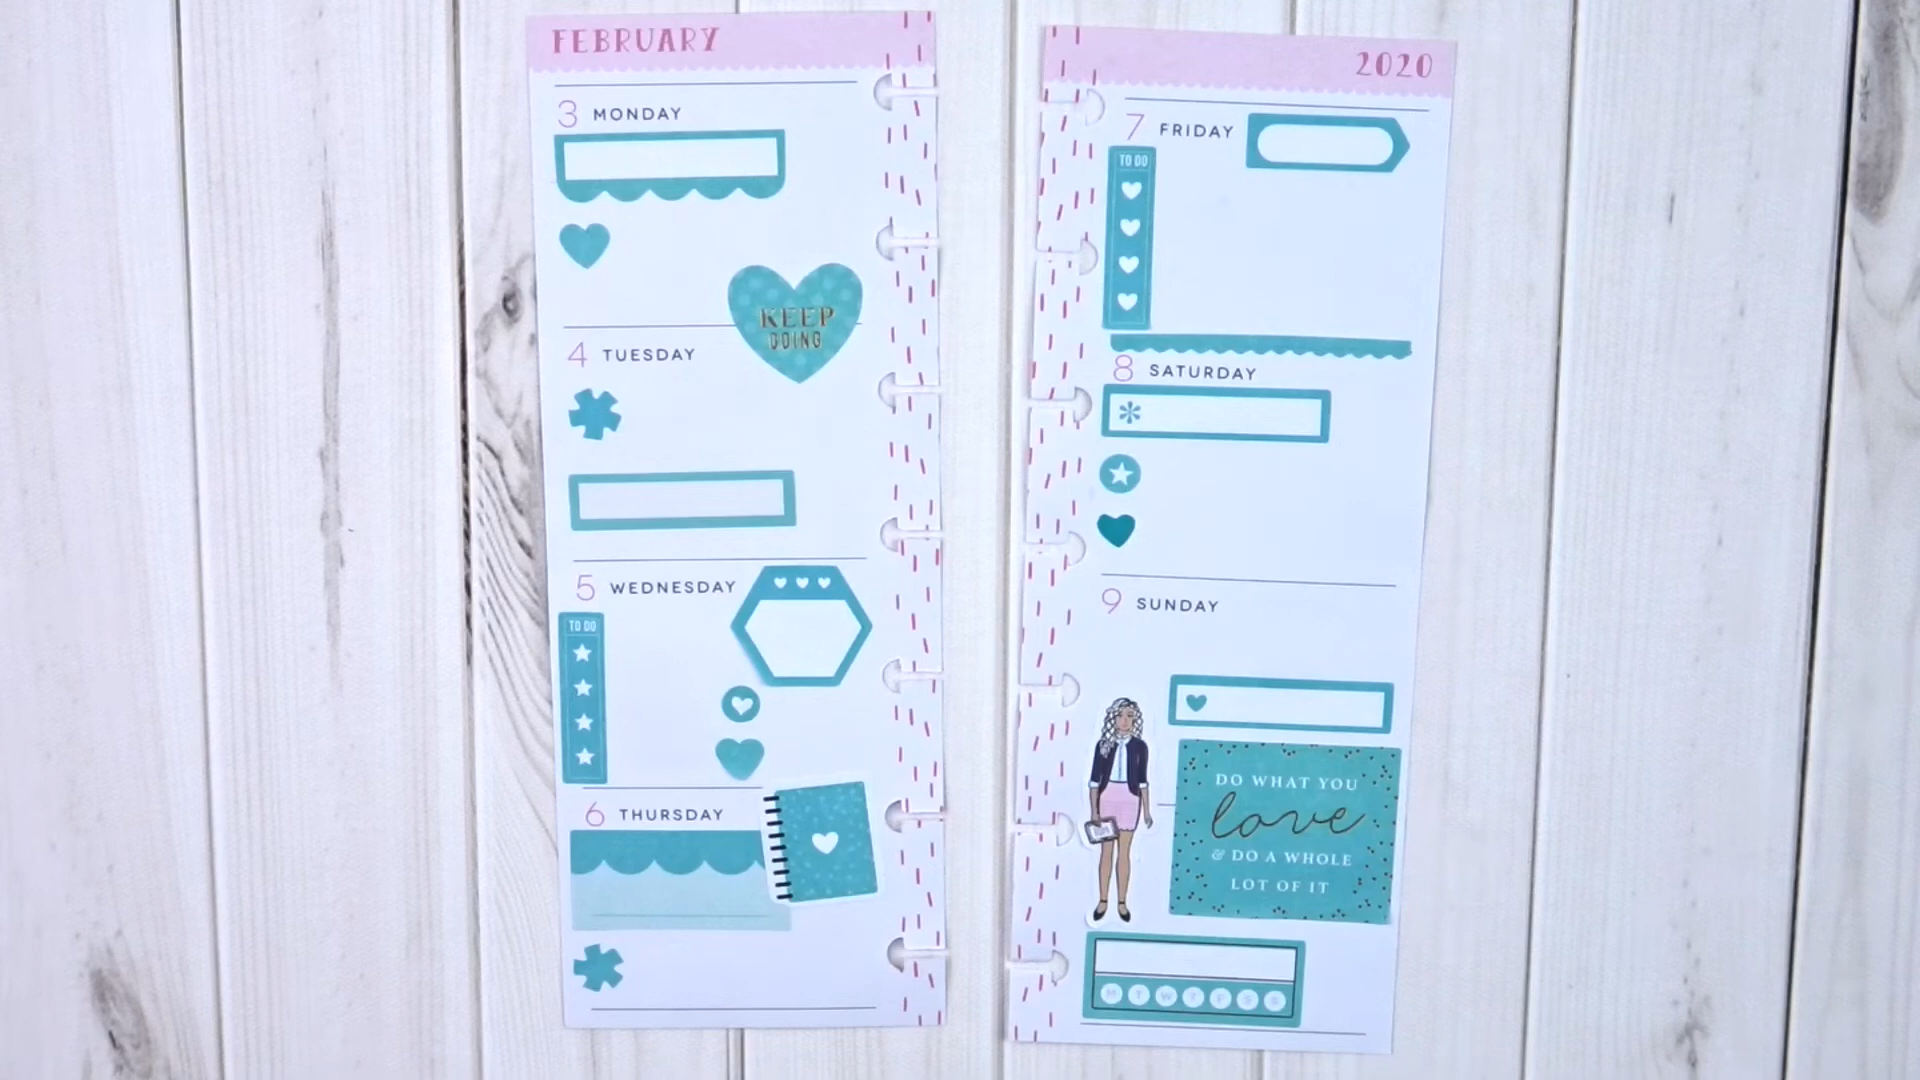 FEBRUARY
3 MONDAY
KEEP
GOING
4 TUESDAY
5 WEDNESDAY
TO DO
6 THURSDAY
2020
7 FRIDAY
TO DO
8 SATURDAY
9 SUNDAY
DO WHAT YOU
love
& DO A WHOLE
LOT OF IT
M T W T F S S